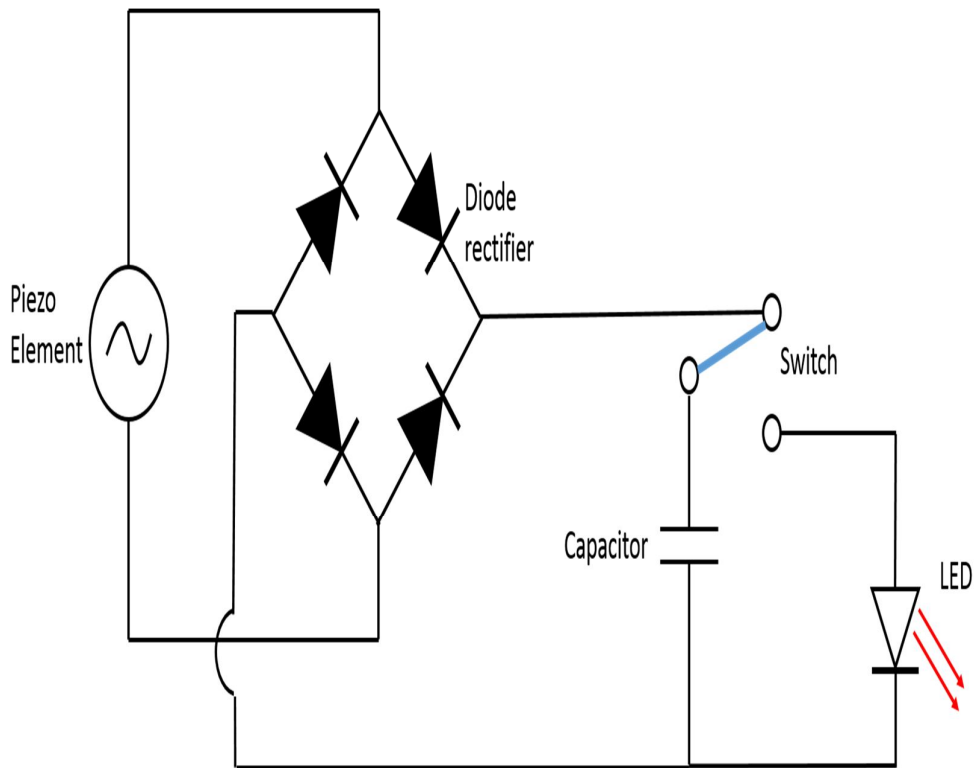 Diode
rectifier
Piezo
Element
Switch
Capacitor
LED